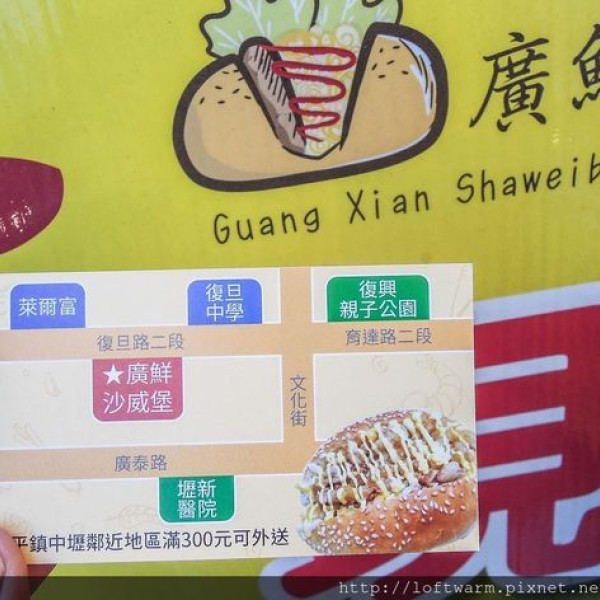 廣鮮
Guang Xian Shaweib
萊爾富
復旦
中學
復興
親子公園
復旦路二段
育達路二段
★廣鮮
沙威堡
文化街
廣泰路
壢新
醫院
平鎮中壢鄰近地區滿300元可外送
http://loftwarm.pixnet.ne